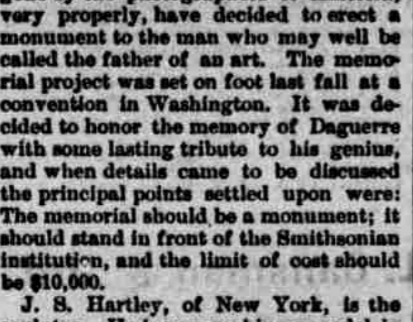 very properly, have decided to erect a
monument to the man who may well be
called the father of an art. The memo-
rial project was set on foot last fall at a
convention in Washington. It was de-
cided to honor the memory of Daguerre
with some lasting tribute to his genius,
and when details came to be discussed
the principal points settled upon were:
The memorial should be a monument; it
should stand in front of the Smithsonian
institution, and the limit of cost should
be $10,000.
J. S. Hartley, of New York, is the